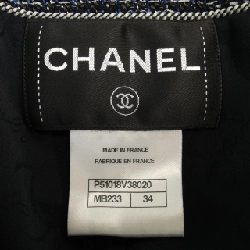 CHANEL
MADE IN FRANCE
FABRIQUE EN FRANCE
P51018V38020
MB233 34